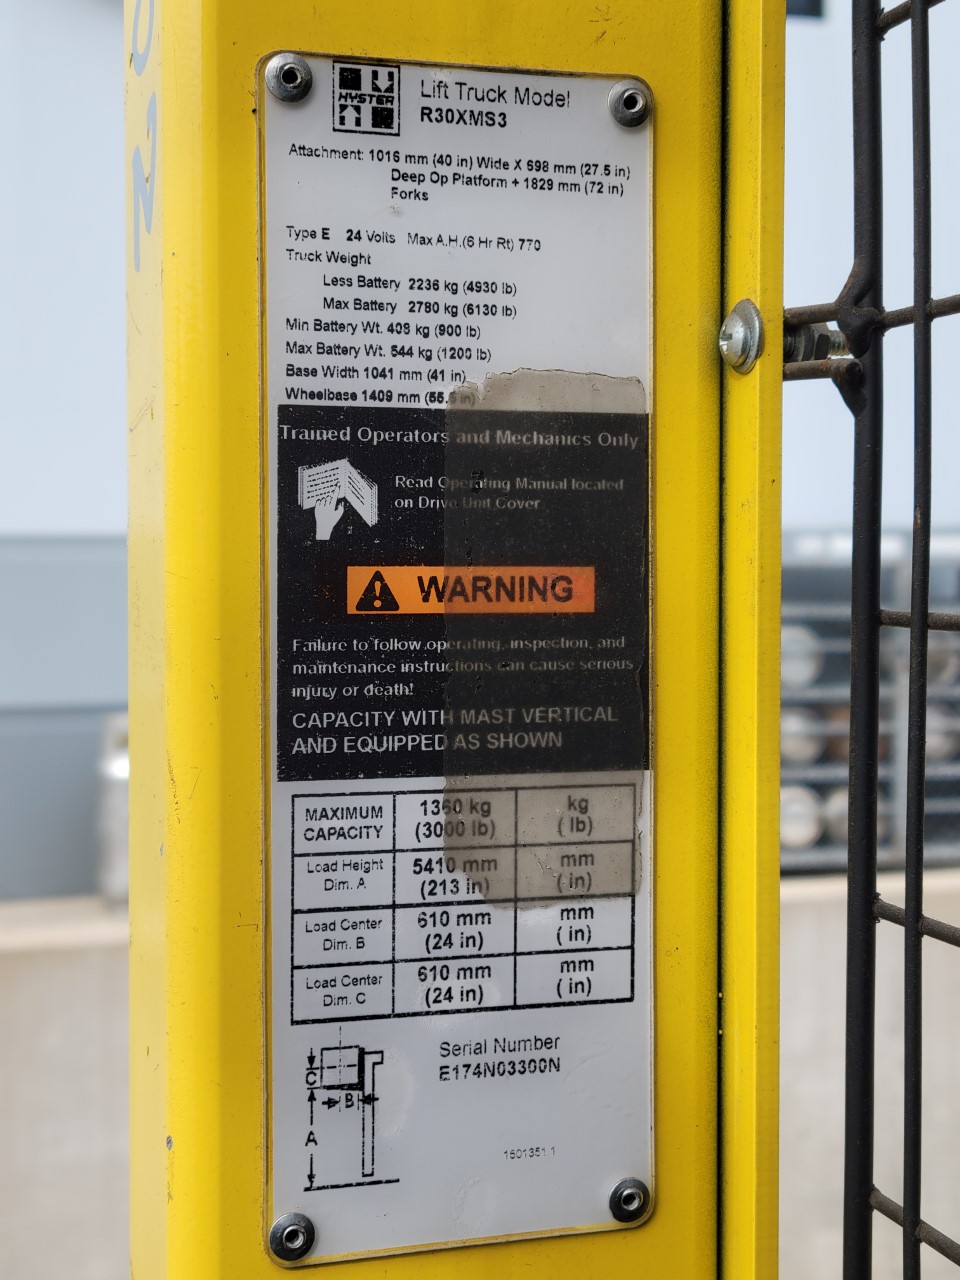 HYSTER
Lift Truck Model
R30XMS3
Attachment: 1016 mm (40 in) Wide X 698 mm (27.5 in)
Deep Op Platform + 1829 mm (72 in)
Forks
Type E 24 Volts Max A.H.(6 Hr Rt) 770
Truck Weight
Less Battery 2236 kg (4930 lb)
Max Battery 2780 kg (6130 lb)
Min Battery Wt. 408 kg (900 lb)
Max Battery Wt. 544 kg (1200 lb)
Base Width 1041 mm (41 in)
Wheelbase 1409 mm (55.5 in)
Trained Operators and Mechanics Only
Read Operating Manual located
on Drive Unit Cover
WARNING
Failure to follow operating, inspection, and
maintenance instructions can cause serious
injury or death!
CAPACITY WITH MAST VERTICAL
AND EQUIPPED AS SHOWN
MAXIMUM CAPACITY 1360 kg (3000 lb) kg ( lb)
Load Height Dim. A 5410 mm (213 in) mm ( in)
Load Center Dim. B 610 mm (24 in) mm ( in)
Load Center Dim. C 610 mm (24 in) mm ( in)
C
B
A
Serial Number
E174N03300N
1601351.1